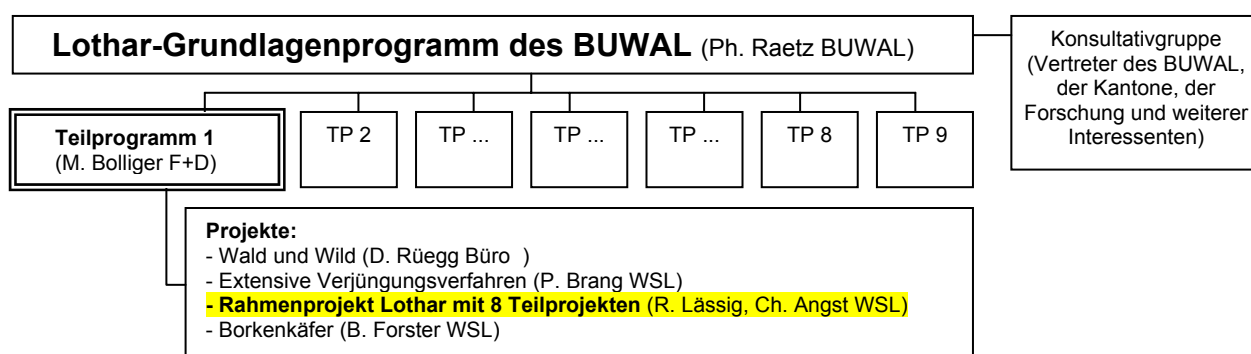 Lothar-Grundlagenprogramm des BUWAL (Ph. Raetz BUWAL)
Konsultativgruppe
(Vertreter des BUWAL,
der Kantone, der
Forschung und weiterer
Interessenten)
Teilprogramm 1
(M. Bolliger F+D)
TP 2
TP ...
TP ...
TP ...
TP 8
TP 9
Projekte:
- Wald und Wild (D. Rüegg Büro )
- Extensive Verjüngungsverfahren (P. Brang WSL)
- Rahmenprojekt Lothar mit 8 Teilprojekten (R. Lässig, Ch. Angst WSL)
- Borkenkäfer (B. Forster WSL)